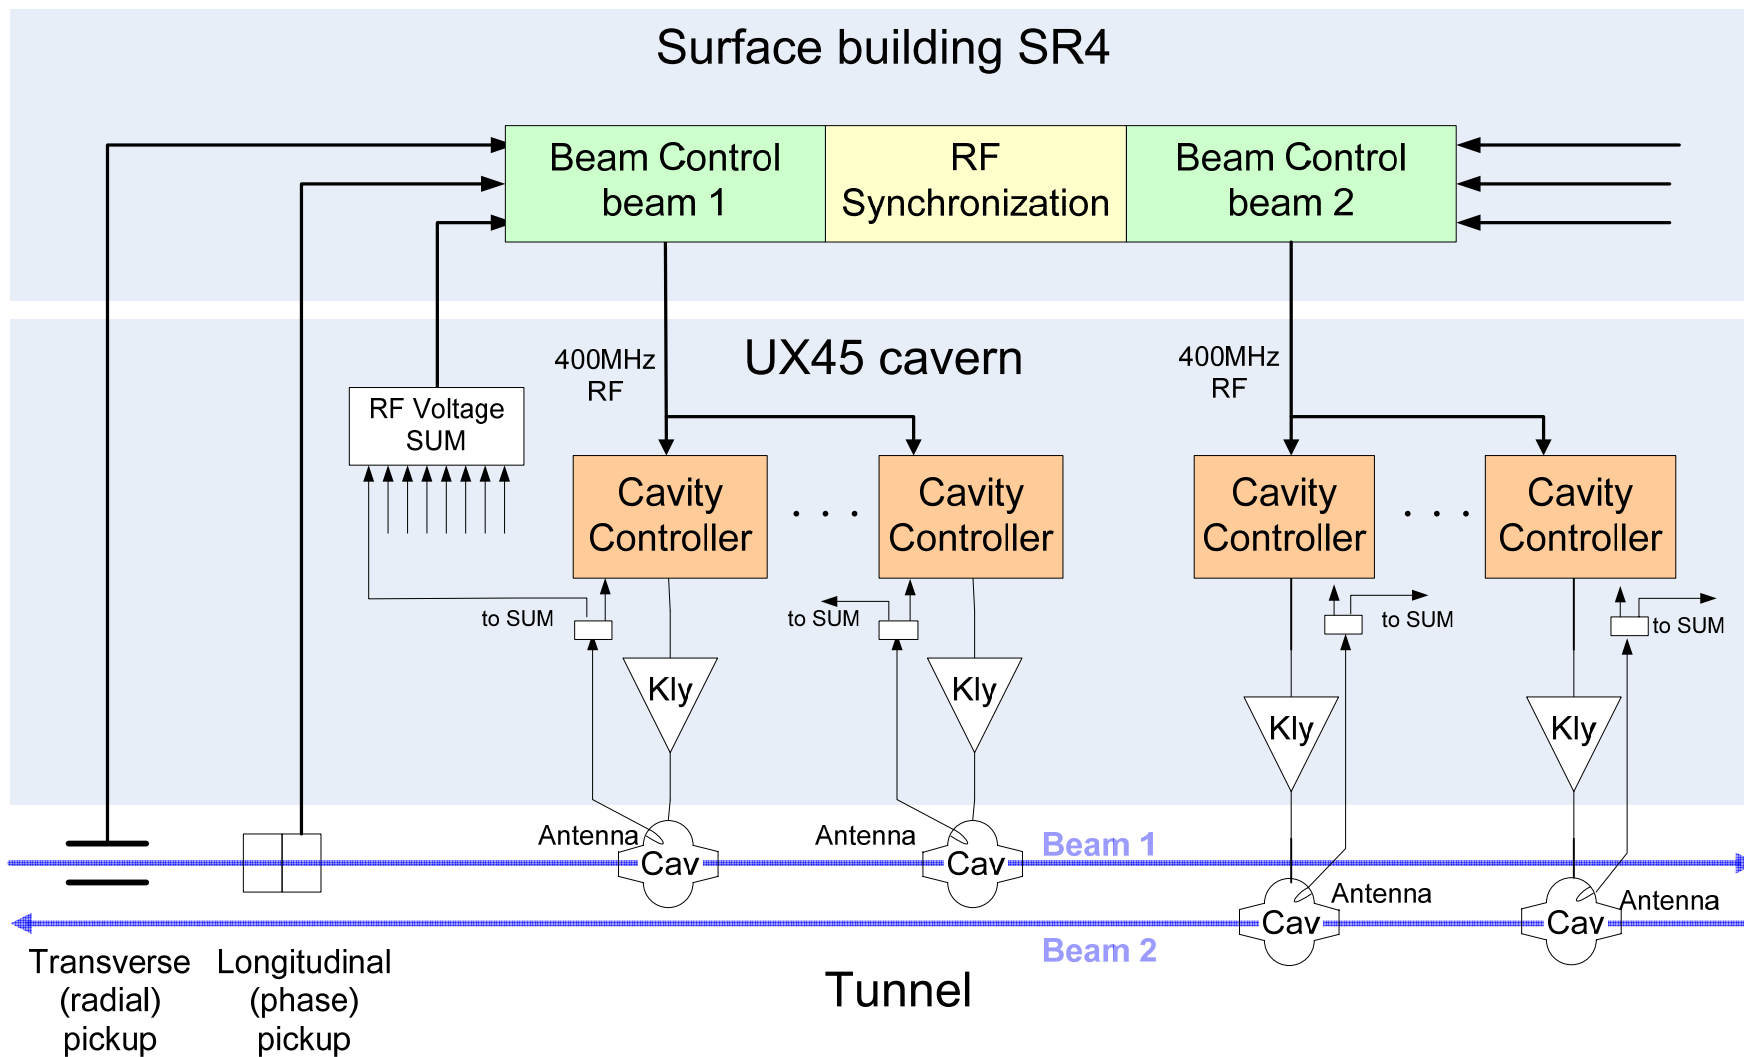 Surface building SR4
Beam Control
beam 1
RF
Synchronization
Beam Control
beam 2
400MHz
RF
UX45 cavern
400MHz
RF
RF Voltage
SUM
Cavity
Controller
. . .
Cavity
Controller
Cavity
Controller
. . .
Cavity
Controller
to SUM
to SUM
to SUM
to SUM
Kly
Kly
Kly
Kly
Antenna
Antenna
Beam 1
Cav
Cav
Antenna
Antenna
Cav
Cav
Beam 2
Transverse
(radial)
pickup
Longitudinal
(phase)
pickup
Tunnel